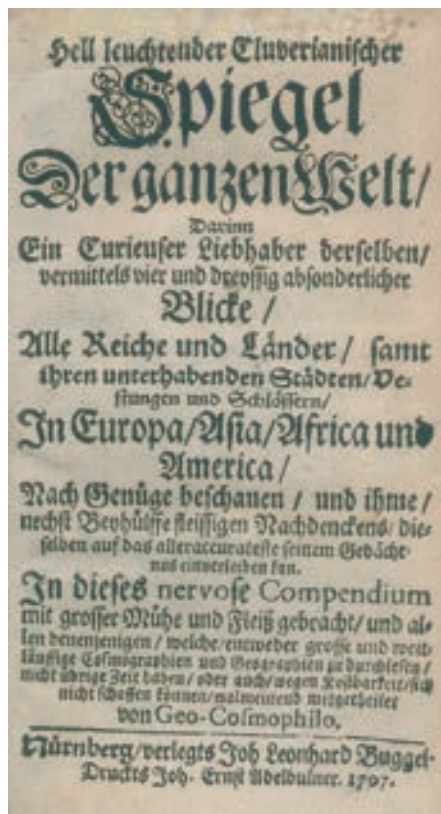 Hell leuchtender Cluverianischer
Spiegel
Der ganzen Welt/
Darinn
Ein Curieuser Liebhaber derselben/
vermittels vier und dreyssig absonderlicher
Blicke/
Alle Reiche und Länder/ samt
ihren unterhabenden Städten/Ve-
stungen und Schlössern/
In Europa/Asia/Africa und
America/
Nach Genüge beschauen/ und ihme/
nechst Beyhülffe fleissigen Nachdenckens/ die-
selben auf das alleraccurateste seinem Gedächt-
nus einverleiben kan.
In dieses nervose Compendium
mit grosser Mühe und Fleiß gebracht/ und al-
len denenjenigen/ welche/entweder grosse und weit-
läuffige Cosmographien und Geographien zu durchlesen/
nicht übrige Zeit haben/ oder auch/wegen Kostbarkeit/sich
nicht schaffen können/ mitgetheilet
von Geo-Cosmophilo.
Nürnberg/verlegts Joh Leonhard Buggel.
Druckts Joh. Ernst Adelbulner. 1707.